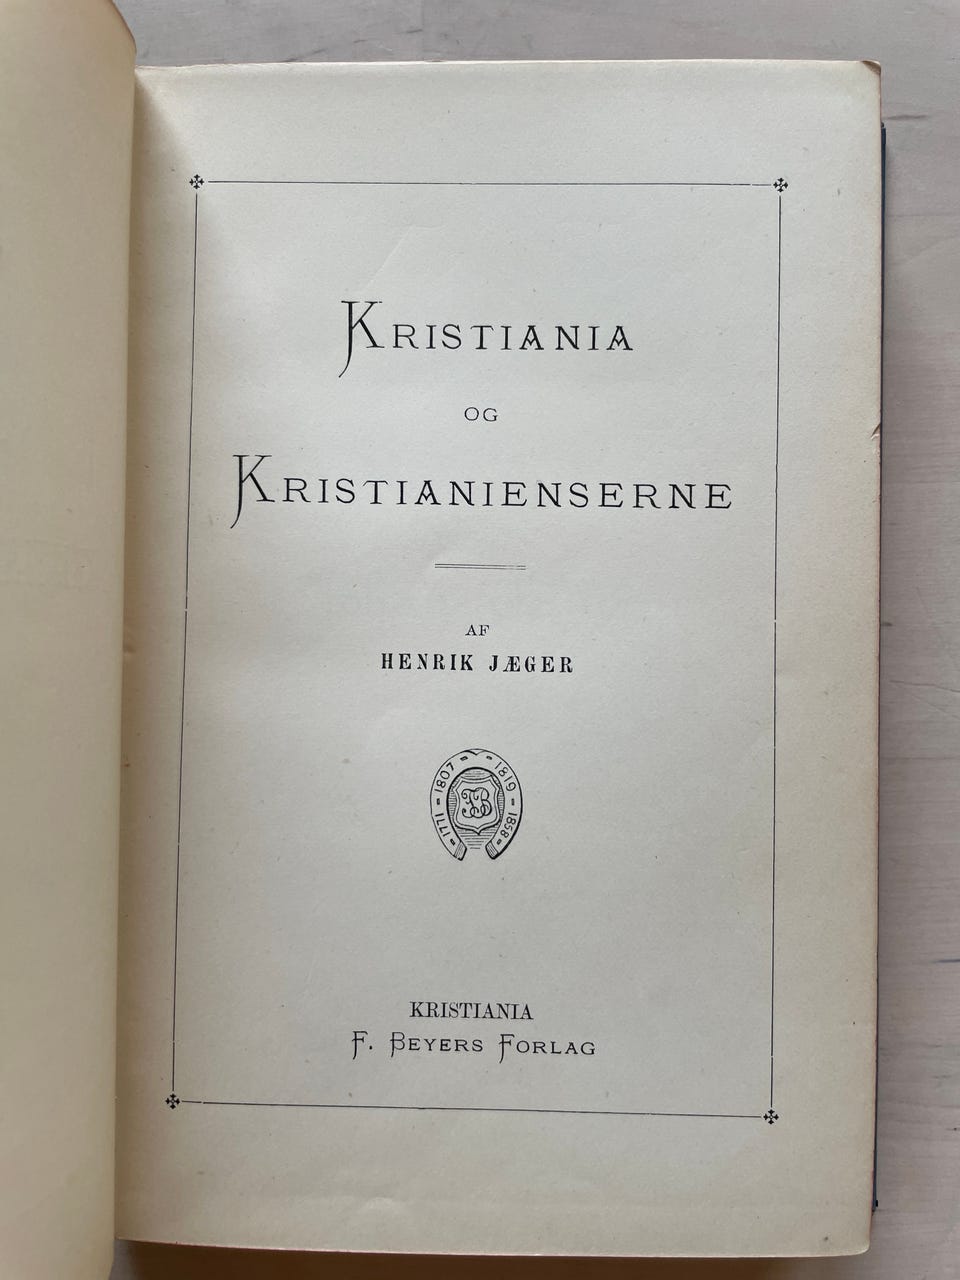 KRISTIANIA
OG
KRISTIANIENSERNE
AF
HENRIK JÆGER
1771 - 1807 - 1819 - 1858
KRISTIANIA
F. BEYERS FORLAG